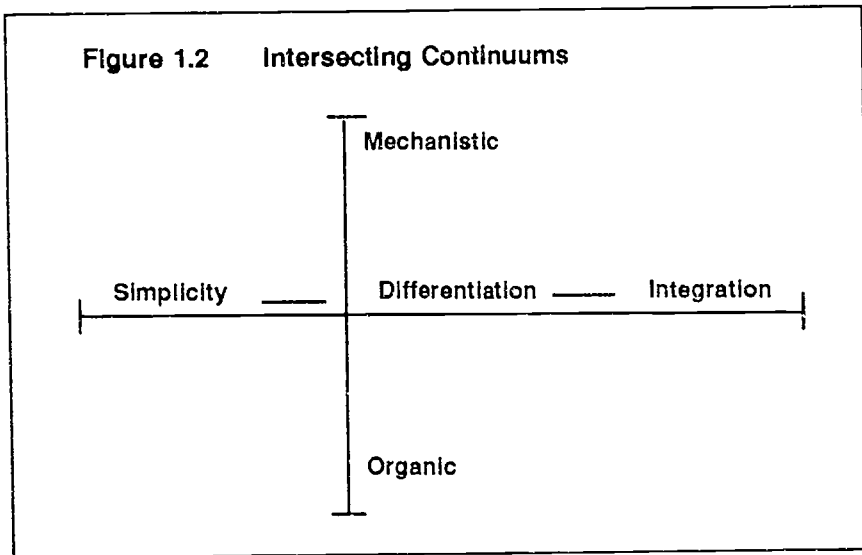 Figure 1.2 Intersecting Continuums
Mechanistic
Simplicity — Differentiation — Integration
Organic